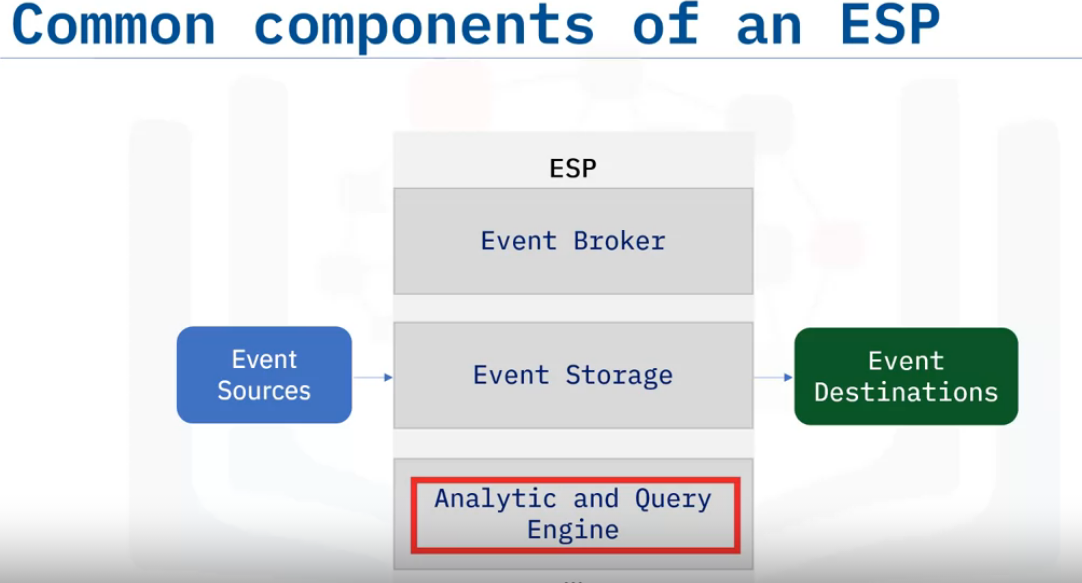 Common components of an ESP
ESP
Event Broker
Event
Sources
Event Storage
Event
Destinations
Analytic and Query
Engine